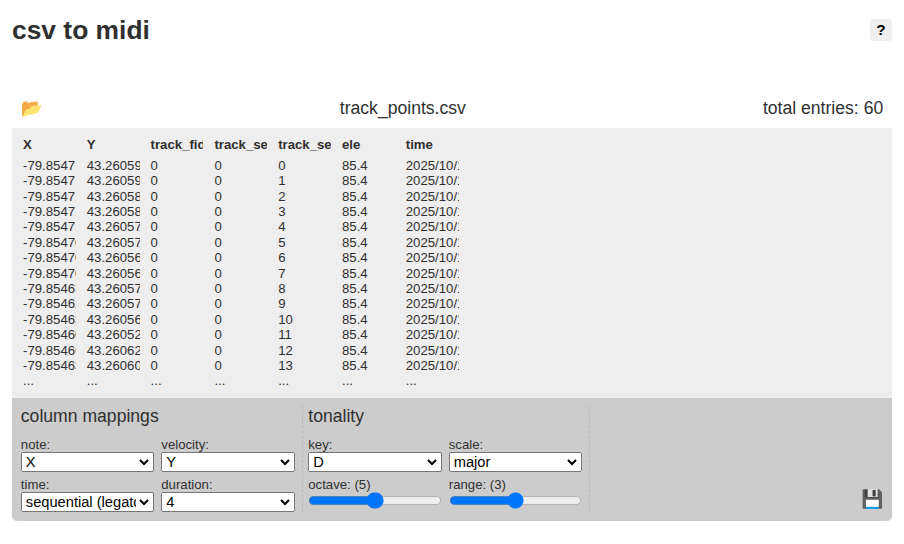 csv to midi
?
track_points.csv
total entries: 60
X Y track_fid track_se track_se ele time
-79.8547 43.26059 0 0 0 85.4 2025/10/
-79.8547 43.26059 0 0 1 85.4 2025/10/
-79.8547 43.26058 0 0 2 85.4 2025/10/
-79.8547 43.26058 0 0 3 85.4 2025/10/
-79.8547 43.26057 0 0 4 85.4 2025/10/
-79.8547 43.26057 0 0 5 85.4 2025/10/
-79.8547 43.26056 0 0 6 85.4 2025/10/
-79.8547 43.26056 0 0 7 85.4 2025/10/
-79.8546 43.26057 0 0 8 85.4 2025/10/
-79.8546 43.26057 0 0 9 85.4 2025/10/
-79.8546 43.26056 0 0 10 85.4 2025/10/
-79.8546 43.26052 0 0 11 85.4 2025/10/
-79.8546 43.26062 0 0 12 85.4 2025/10/
-79.8546 43.26060 0 0 13 85.4 2025/10/
... ... ... ... ... ... ...
column mappings
note: velocity:
X Y
time: duration:
sequential (legato 4
tonality
key: scale:
D major
octave: (5) range: (3)